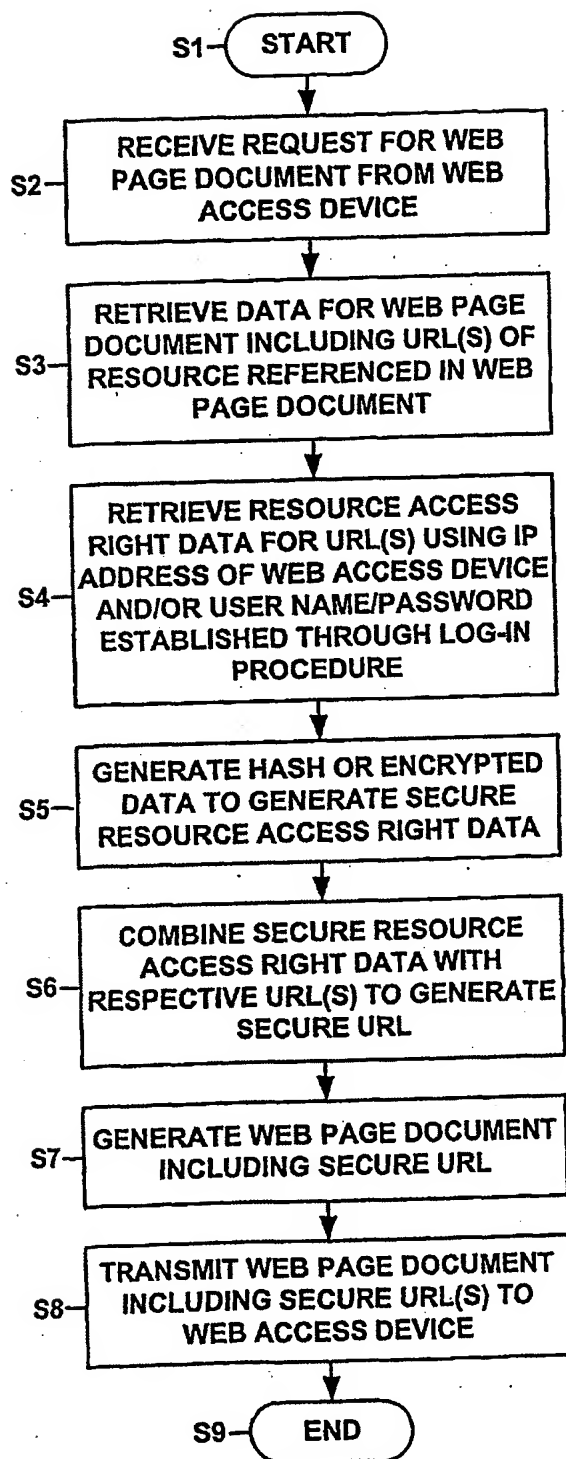 S1 START
S2 RECEIVE REQUEST FOR WEB
PAGE DOCUMENT FROM WEB
ACCESS DEVICE
S3 RETRIEVE DATA FOR WEB PAGE
DOCUMENT INCLUDING URL(S) OF
RESOURCE REFERENCED IN WEB
PAGE DOCUMENT
S4 RETRIEVE RESOURCE ACCESS
RIGHT DATA FOR URL(S) USING IP
ADDRESS OF WEB ACCESS DEVICE
AND/OR USER NAME/PASSWORD
ESTABLISHED THROUGH LOG-IN
PROCEDURE
S5 GENERATE HASH OR ENCRYPTED
DATA TO GENERATE SECURE
RESOURCE ACCESS RIGHT DATA
S6 COMBINE SECURE RESOURCE
ACCESS RIGHT DATA WITH
RESPECTIVE URL(S) TO GENERATE
SECURE URL
S7 GENERATE WEB PAGE DOCUMENT
INCLUDING SECURE URL
S8 TRANSMIT WEB PAGE DOCUMENT
INCLUDING SECURE URL(S) TO
WEB ACCESS DEVICE
S9 END